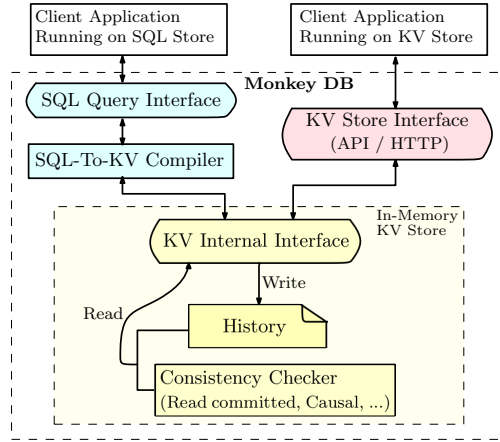 Client Application
Running on SQL Store
Client Application
Running on KV Store
Monkey DB
SQL Query Interface
KV Store Interface
(API / HTTP)
SQL-To-KV Compiler
In-Memory
KV Store
KV Internal Interface
Write
Read
History
Consistency Checker
(Read committed, Causal, ...)